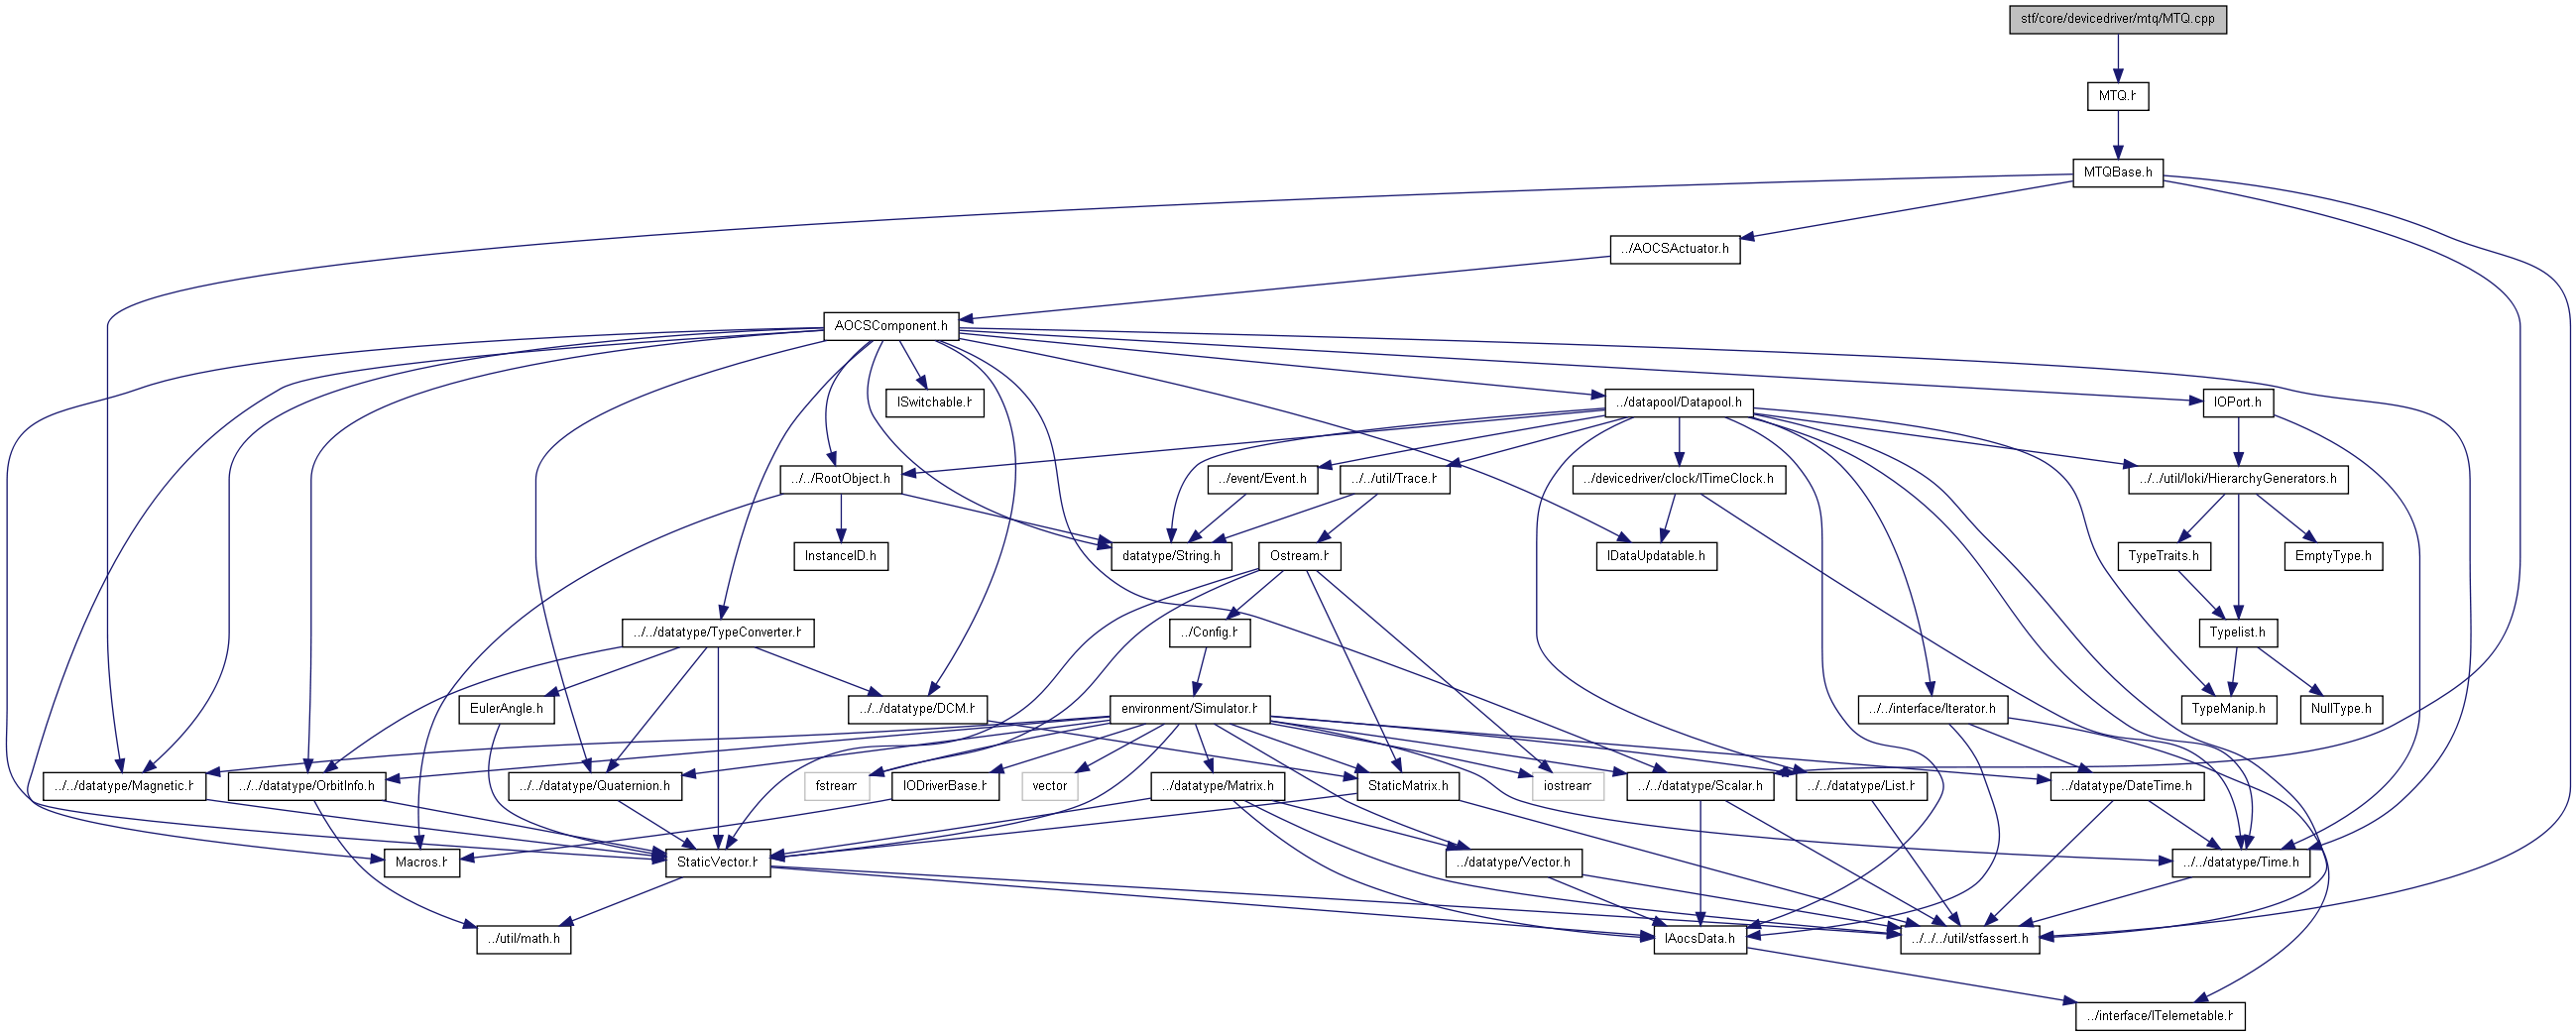 stf/core/devicedriver/mtq/MTQ.cpp
MTQ.h
MTQBase.h
../AOCSActuator.h
AOCSComponent.h
ISwitchable.h
../datapool/Datapool.h
IOPort.h
../../RootObject.h
../event/Event.h
../../util/Trace.h
../devicedriver/clock/ITimeClock.h
../../util/loki/HierarchyGenerators.h
InstanceID.h
datatype/String.h
Ostream.h
IDataUpdatable.h
TypeTraits.h
EmptyType.h
../../datatype/TypeConverter.h
../Config.h
Typelist.h
EulerAngle.h
../../datatype/DCM.h
environment/Simulator.h
../../interface/Iterator.h
TypeManip.h
NullType.h
../../datatype/Magnetic.h
../../datatype/OrbitInfo.h
../../datatype/Quaternion.h
fstream
IODriverBase.h
vector
../datatype/Matrix.h
StaticMatrix.h
iostream
../../datatype/Scalar.h
../../datatype/List.h
../datatype/DateTime.h
Macros.h
StaticVector.h
../datatype/Vector.h
../../datatype/Time.h
../util/math.h
IAocsData.h
../../../util/stfassert.h
../interface/ITelemetable.h